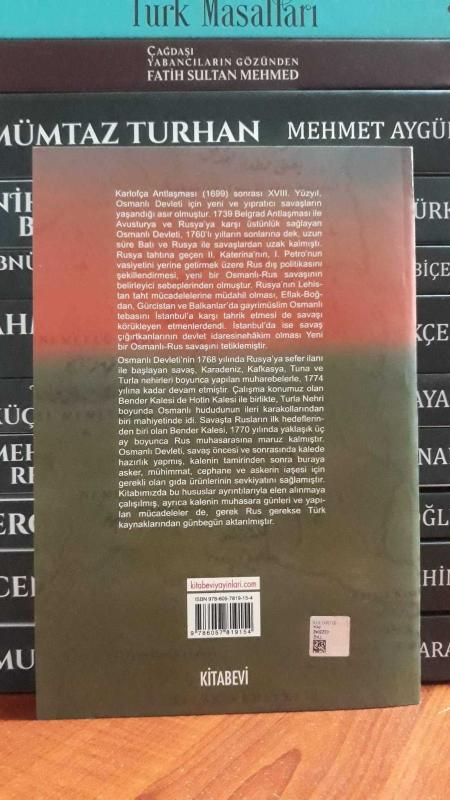 Türk Masalları
ÇAĞDAŞI
YABANCILARIN GÖZÜNDEN
FATİH SULTAN MEHMED
MÜMTAZ TURHAN
MEHMET AYGÜ
Karlofça Antlaşması (1699) sonrası XVIII. Yüzyıl,
Osmanlı Devleti için yeni ve yıpratıcı savaşların
yaşandığı asır olmuştur. 1739 Belgrad Antlaşması ile
Avusturya ve Rusya'ya karşı üstünlük sağlayan
Osmanlı Devleti, 1760'lı yılların sonlarına dek, uzun
süre Batı ve Rusya ile savaşlardan uzak kalmıştı.
Rusya tahtına geçen II. Katerina'nın, I. Petro'nun
vasiyetini yerine getirmek üzere Rus dış politikasını
şekillendirmesi, yeni bir Osmanlı-Rus savaşının
belirleyici sebeplerinden olmuştur. Rusya'nın Lehis-
tan taht mücadelelerine müdahil olması, Eflak-Boğ-
dan, Gürcistan ve Balkanlar'da gayrimüslim Osmanlı
tebasını İstanbul'a karşı tahrik etmesi de savaşı
körükleyen etmenlerdendi. İstanbul'da ise savaş
çığırtkanlarının devlet idaresinehâkim olması Yeni
bir Osmanlı-Rus savaşını tetiklemiştir.
Osmanlı Devleti'nin 1768 yılında Rusya'ya sefer ilanı
ile başlayan savaş, Karadeniz, Kafkasya, Tuna ve
Turla nehirleri boyunca yapılan muharebelerle, 1774
yılına kadar devam etmiştir. Çalışma konumuz olan
Bender Kalesi de Hotin Kalesi ile birlikte, Turla Nehri
boyunda Osmanlı hududunun ileri karakollarından
biri mahiyetinde idi. Savaşta Rusların ilk hedeflerin-
den biri olan Bender Kalesi, 1770 yılında yaklaşık üç
ay boyunca Rus muhasarasına maruz kalmıştır.
Osmanlı Devleti, savaş öncesi ve sonrasında kalede
hazırlık yapmış, kalenin tamirinden sonra buraya
asker, mühimmat, cephane ve askerin iaşesi için
gerekli olan gıda ürünlerinin sevkiyatını sağlamıştır.
Kitabımızda bu hususlar ayrıntılarıyla elen alınmaya
çalışılmış, ayrıca kalenin muhasara günleri ve yapı-
lan mücadeleler de, gerek Rus gerekse Türk
kaynaklarından günbegün aktarılmıştır.
kitabeviyayinlari.com
ISBN 978-605-7819-15-4
9 786057 819154
KİTABEVİ